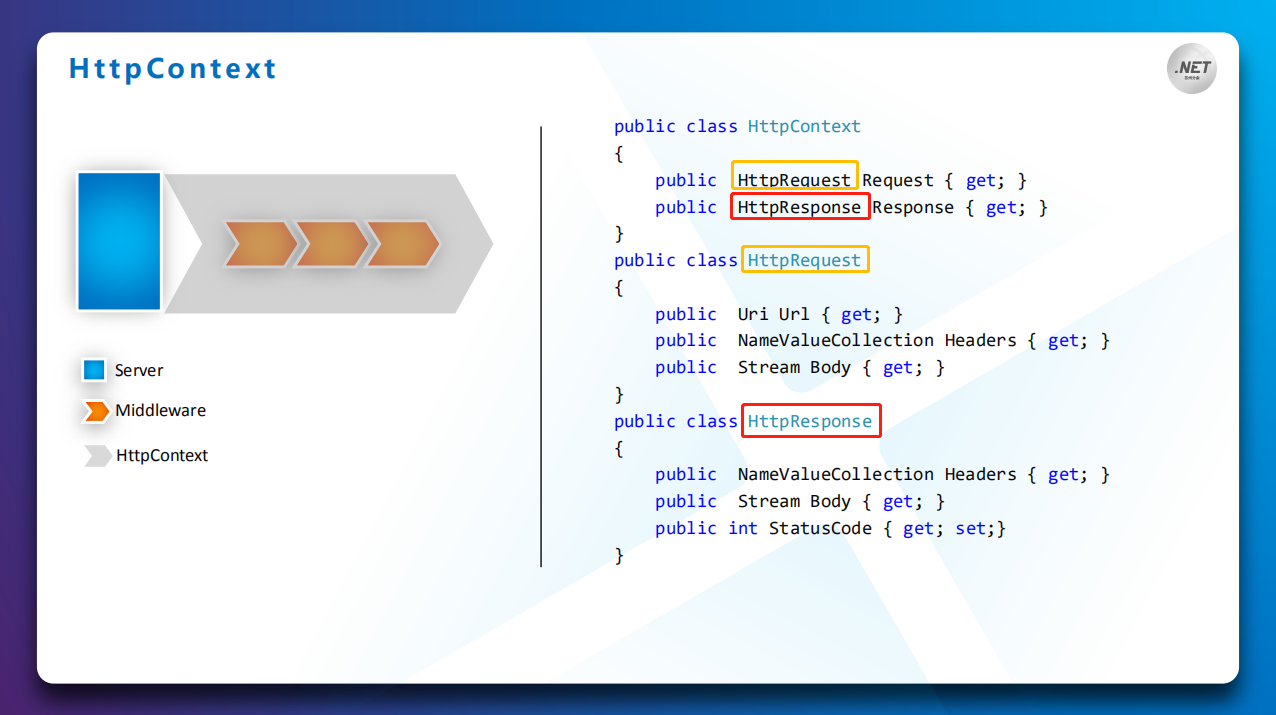 HttpContext
.NET
Server
Middleware
HttpContext
public class HttpContext
{
public HttpRequest Request { get; }
public HttpResponse Response { get; }
}
public class HttpRequest
{
public Uri Url { get; }
public NameValueCollection Headers { get; }
public Stream Body { get; }
}
public class HttpResponse
{
public NameValueCollection Headers { get; }
public Stream Body { get; }
public int StatusCode { get; set;}
}